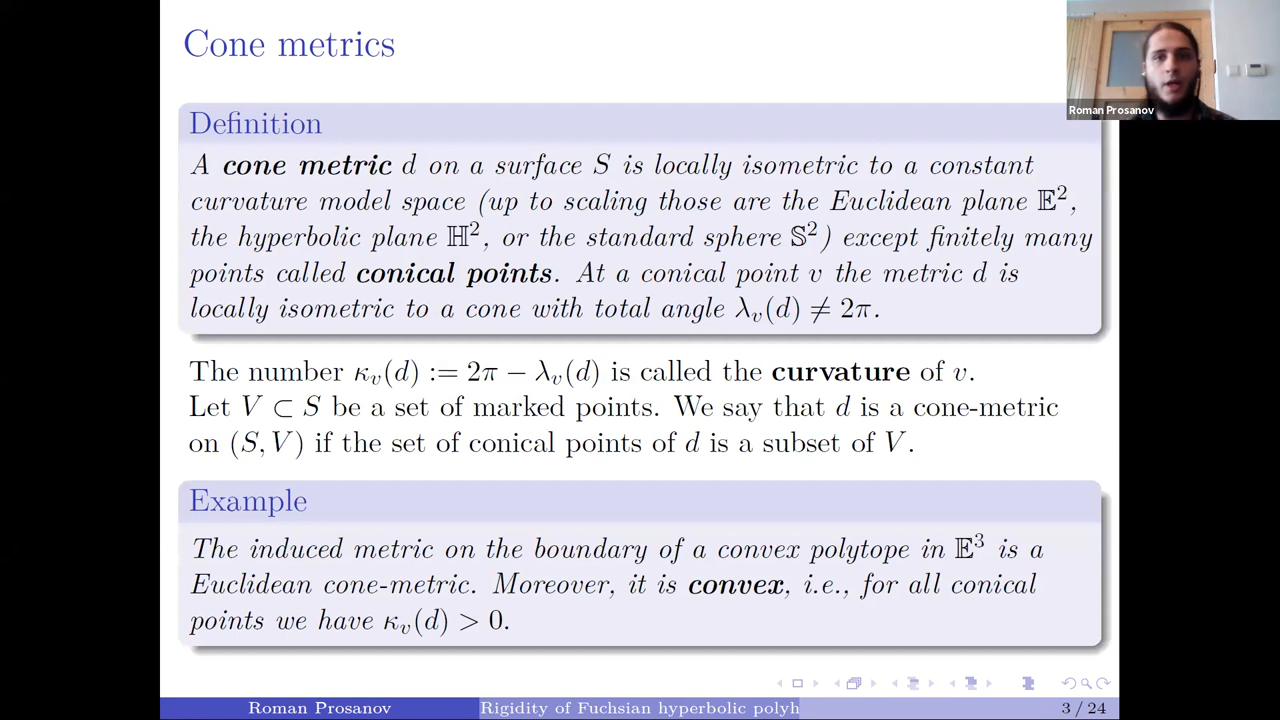 Cone metrics
Roman Prosanov
Definition
A cone metric d on a surface S is locally isometric to a constant
curvature model space (up to scaling those are the Euclidean plane 𝔼², 
the hyperbolic plane ℍ², or the standard sphere 𝕊²) except finitely many
points called conical points. At a conical point v the metric d is
locally isometric to a cone with total angle λᵥ(d) ≠ 2π.
The number κᵥ(d) := 2π − λᵥ(d) is called the curvature of v.
Let V ⊂ S be a set of marked points. We say that d is a cone-metric
on (S, V) if the set of conical points of d is a subset of V.
Example
The induced metric on the boundary of a convex polytope in 𝔼³ is a
Euclidean cone-metric. Moreover, it is convex, i.e., for all conical
points we have κᵥ(d) > 0.
Roman Prosanov Rigidity of Fuchsian hyperbolic polyh 3 / 24